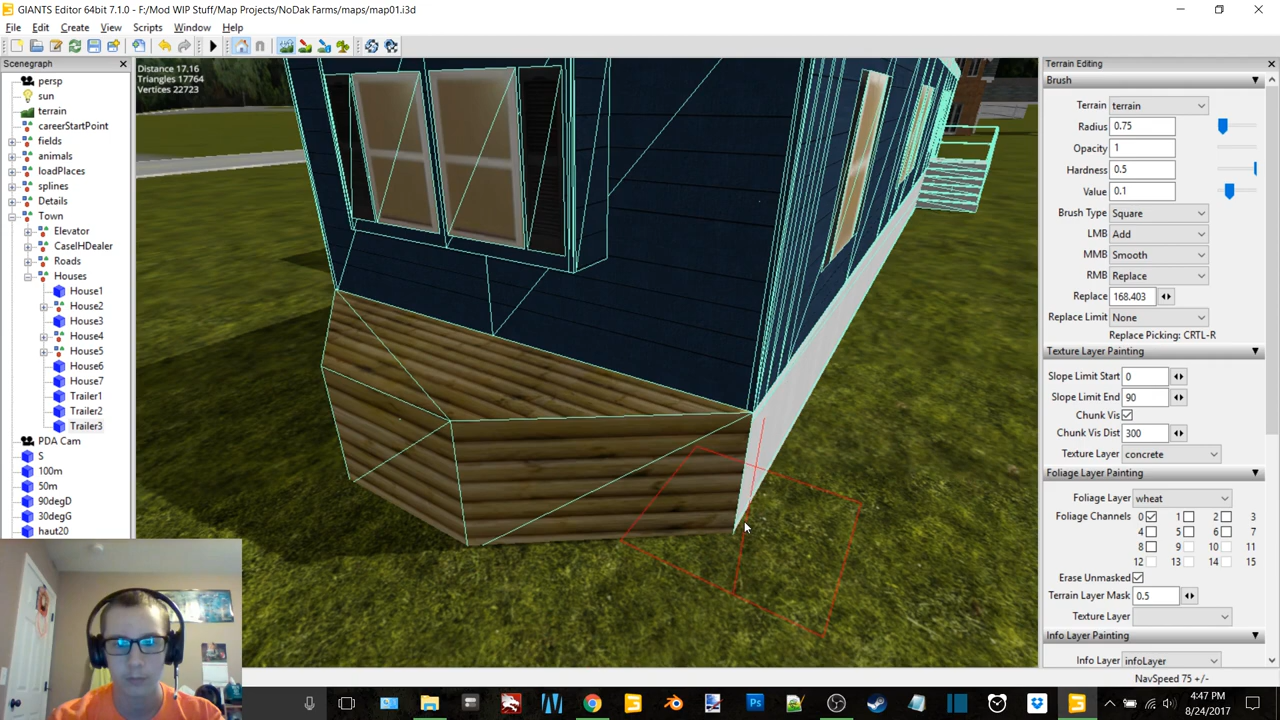 GIANTS Editor 64bit 7.1.0 - F:/Mod WIP Stuff/Map Projects/NoDak Farms/maps/map01.i3d
File Edit Create View Scripts Window Help
Scenegraph
persp
sun
terrain
careerStartPoint
fields
animals
loadPlaces
splines
Details
Town
Elevator
CaseIHDealer
Roads
Houses
House1
House2
House3
House4
House5
House6
House7
Trailer1
Trailer2
Trailer3
PDA Cam
S
100m
50m
90degD
30degG
haut20
Distance 17.16
Triangles 17764
Vertices 22723
Terrain Editing
Brush
Terrain terrain
Radius 0.75
Opacity 1
Hardness 0.5
Value 0.1
Brush Type Square
LMB Add
MMB Smooth
RMB Replace
Replace 168.403
Replace Limit None
Replace Picking: CRTL-R
Texture Layer Painting
Slope Limit Start 0
Slope Limit End 90
Chunk Vis
Chunk Vis Dist 300
Texture Layer concrete
Foliage Layer Painting
Foliage Layer wheat
Foliage Channels 0 1 2 3
4 5 6 7
8 9 10 11
12 13 14 15
Erase Unmasked
Terrain Layer Mask 0.5
Texture Layer
Info Layer Painting
Info Layer infoLayer
NavSpeed 75 +/-
4:47 PM
8/24/2017